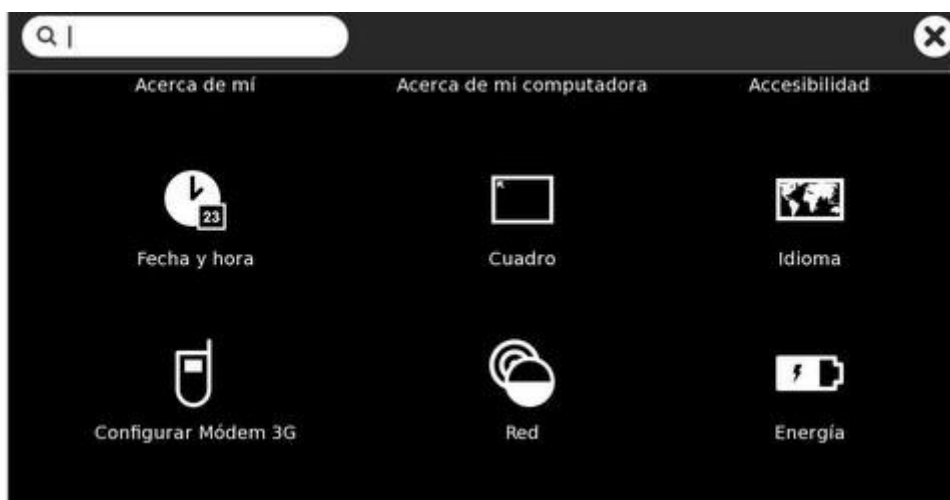 Acerca de mí
Acerca de mi computadora
Accesibilidad
23
Fecha y hora
Cuadro
Idioma
Configurar Módem 3G
Red
Energía